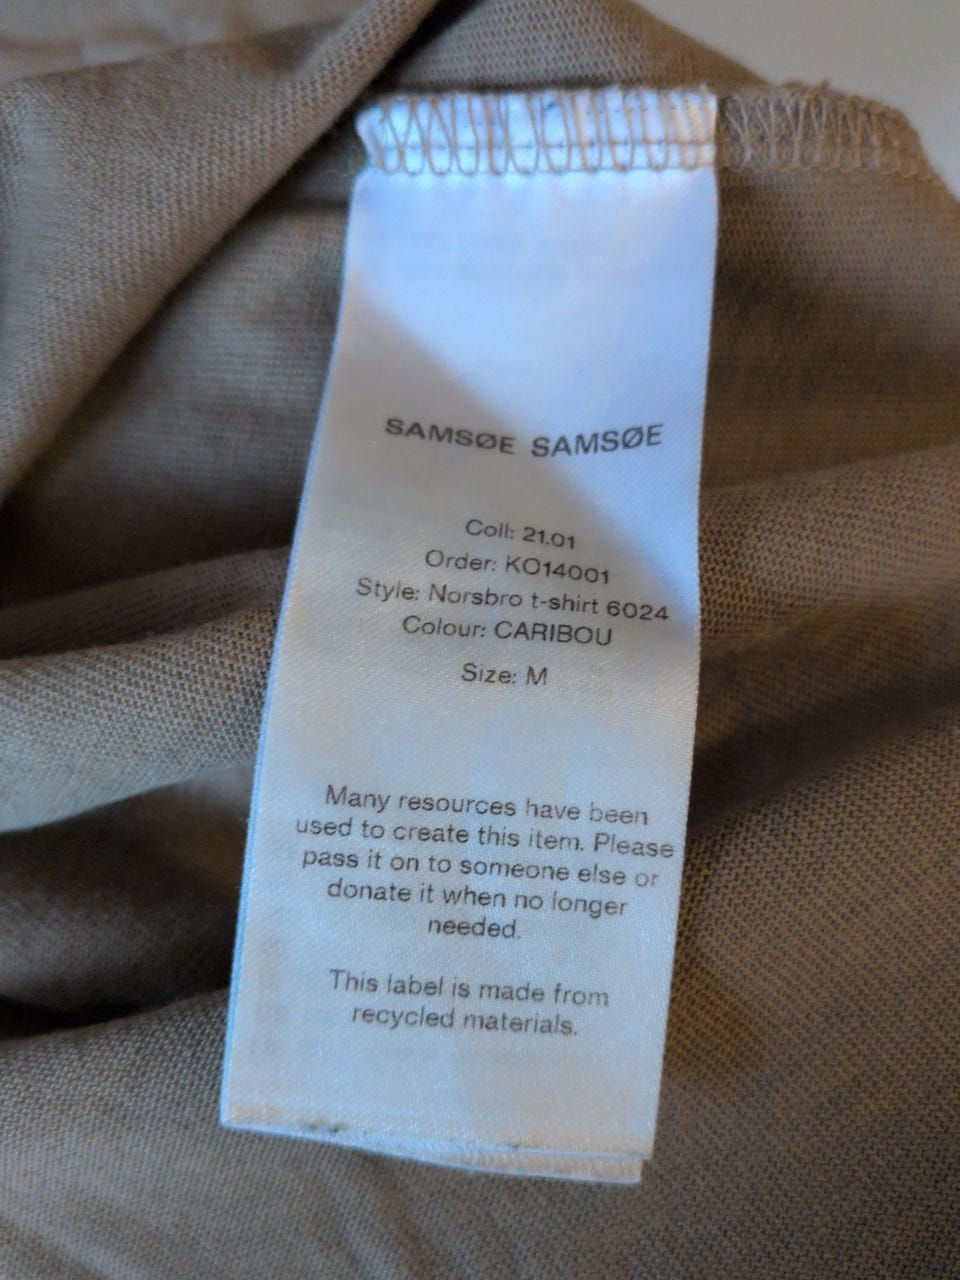 SAMSØE SAMSØE
Coll: 21.01
Order: KO14001
Style: Norsbro t-shirt 6024
Colour: CARIBOU
Size: M
Many resources have been
used to create this item. Please
pass it on to someone else or
donate it when no longer
needed.
This label is made from
recycled materials.